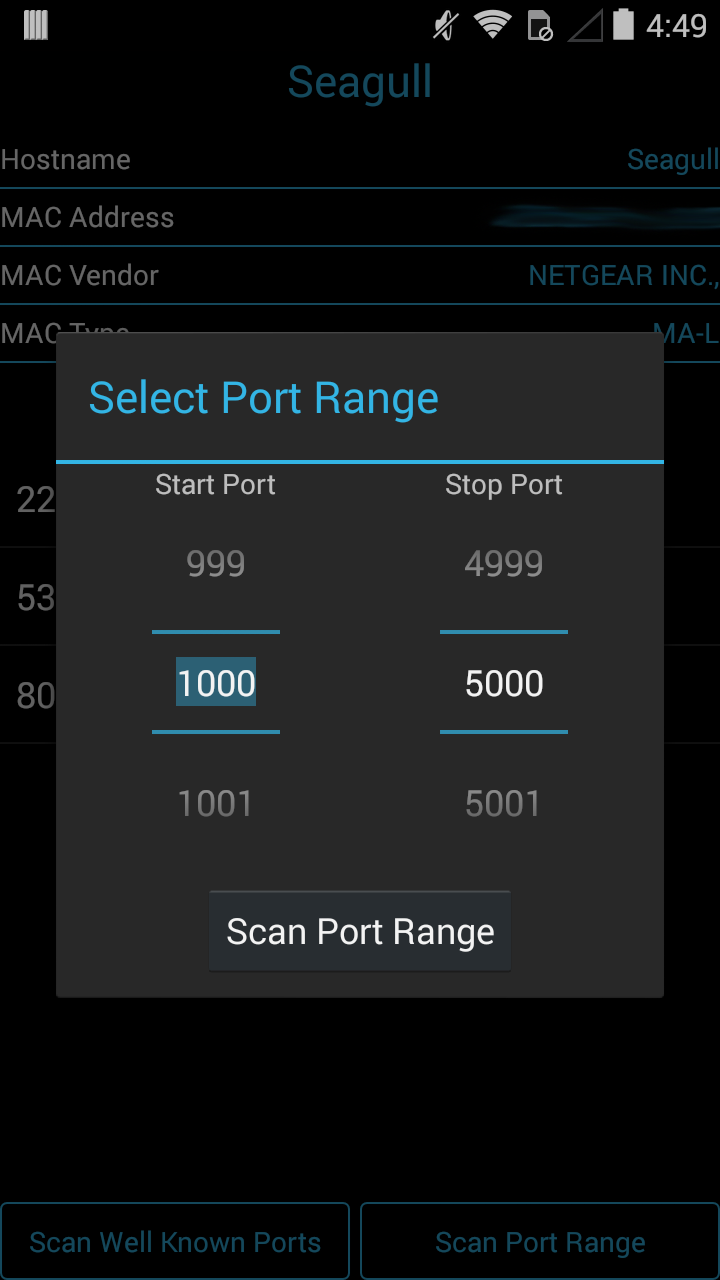 4:49
Seagull
Hostname Seagull
MAC Address
MAC Vendor NETGEAR INC.,
MAC Type MA-L
Select Port Range
Start Port Stop Port
22
999 4999
53
1000 5000
80
1001 5001
Scan Port Range
Scan Well Known Ports Scan Port Range